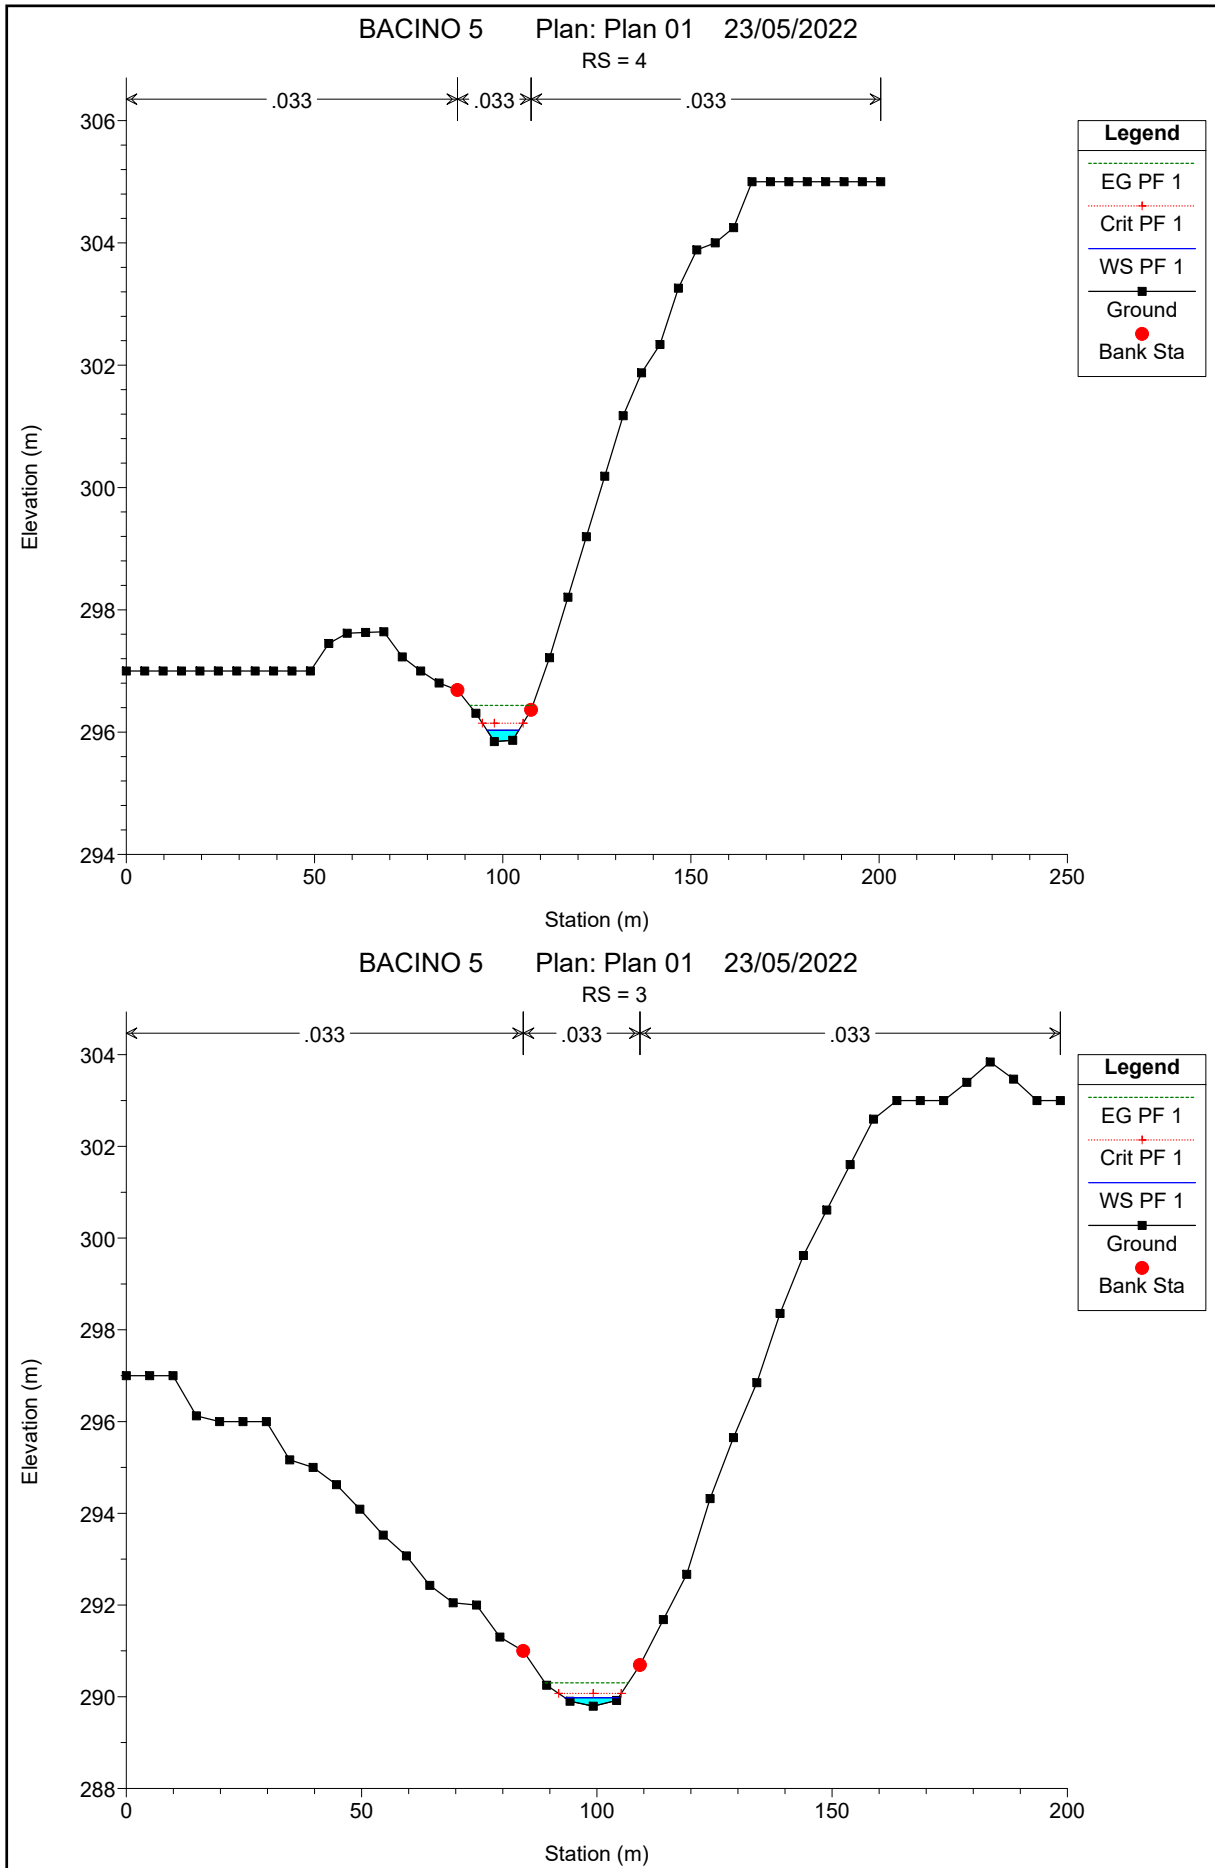 BACINO 5 Plan: Plan 01 23/05/2022
RS = 4
.033 .033 .033
306
304
302
300
298
296
294
Elevation (m)
0 50 100 150 200 250
Station (m)
Legend
EG PF 1
Crit PF 1
WS PF 1
Ground
Bank Sta
BACINO 5 Plan: Plan 01 23/05/2022
RS = 3
.033 .033 .033
304
302
300
298
296
294
292
290
288
Elevation (m)
0 50 100 150 200
Station (m)
Legend
EG PF 1
Crit PF 1
WS PF 1
Ground
Bank Sta